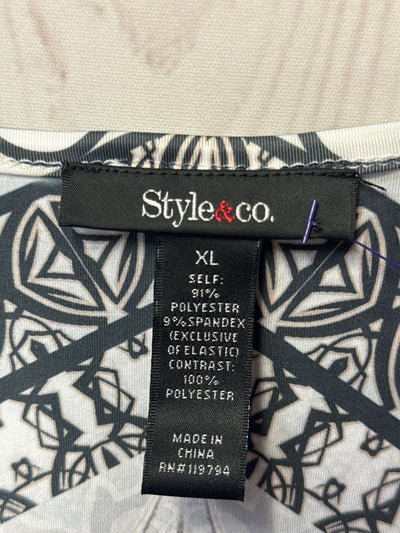 Style&co.
XL
SELF:
91%
POLYESTER
9%SPANDEX
(EXCLUSIVE
OF ELASTIC)
CONTRAST:
100%
POLYESTER
MADE IN
CHINA
RN#119794